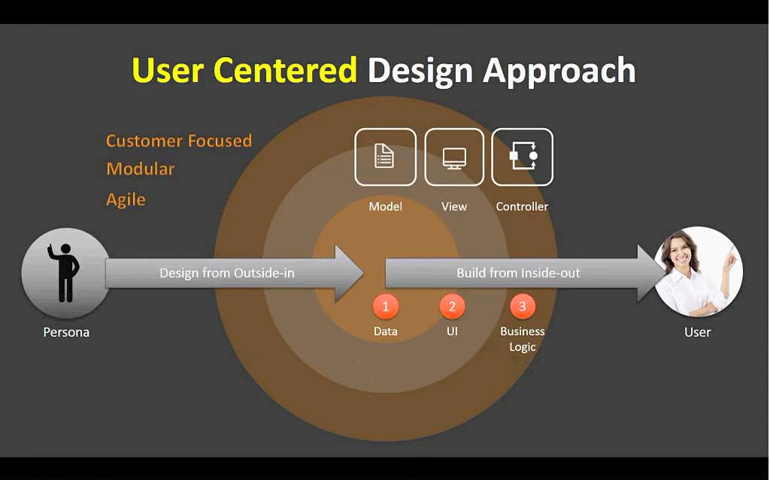 User Centered Design Approach
Customer Focused
Modular
Agile
Model
View
Controller
Design from Outside-in
Build from Inside-out
Persona
1
2
3
Data
UI
Business
Logic
User